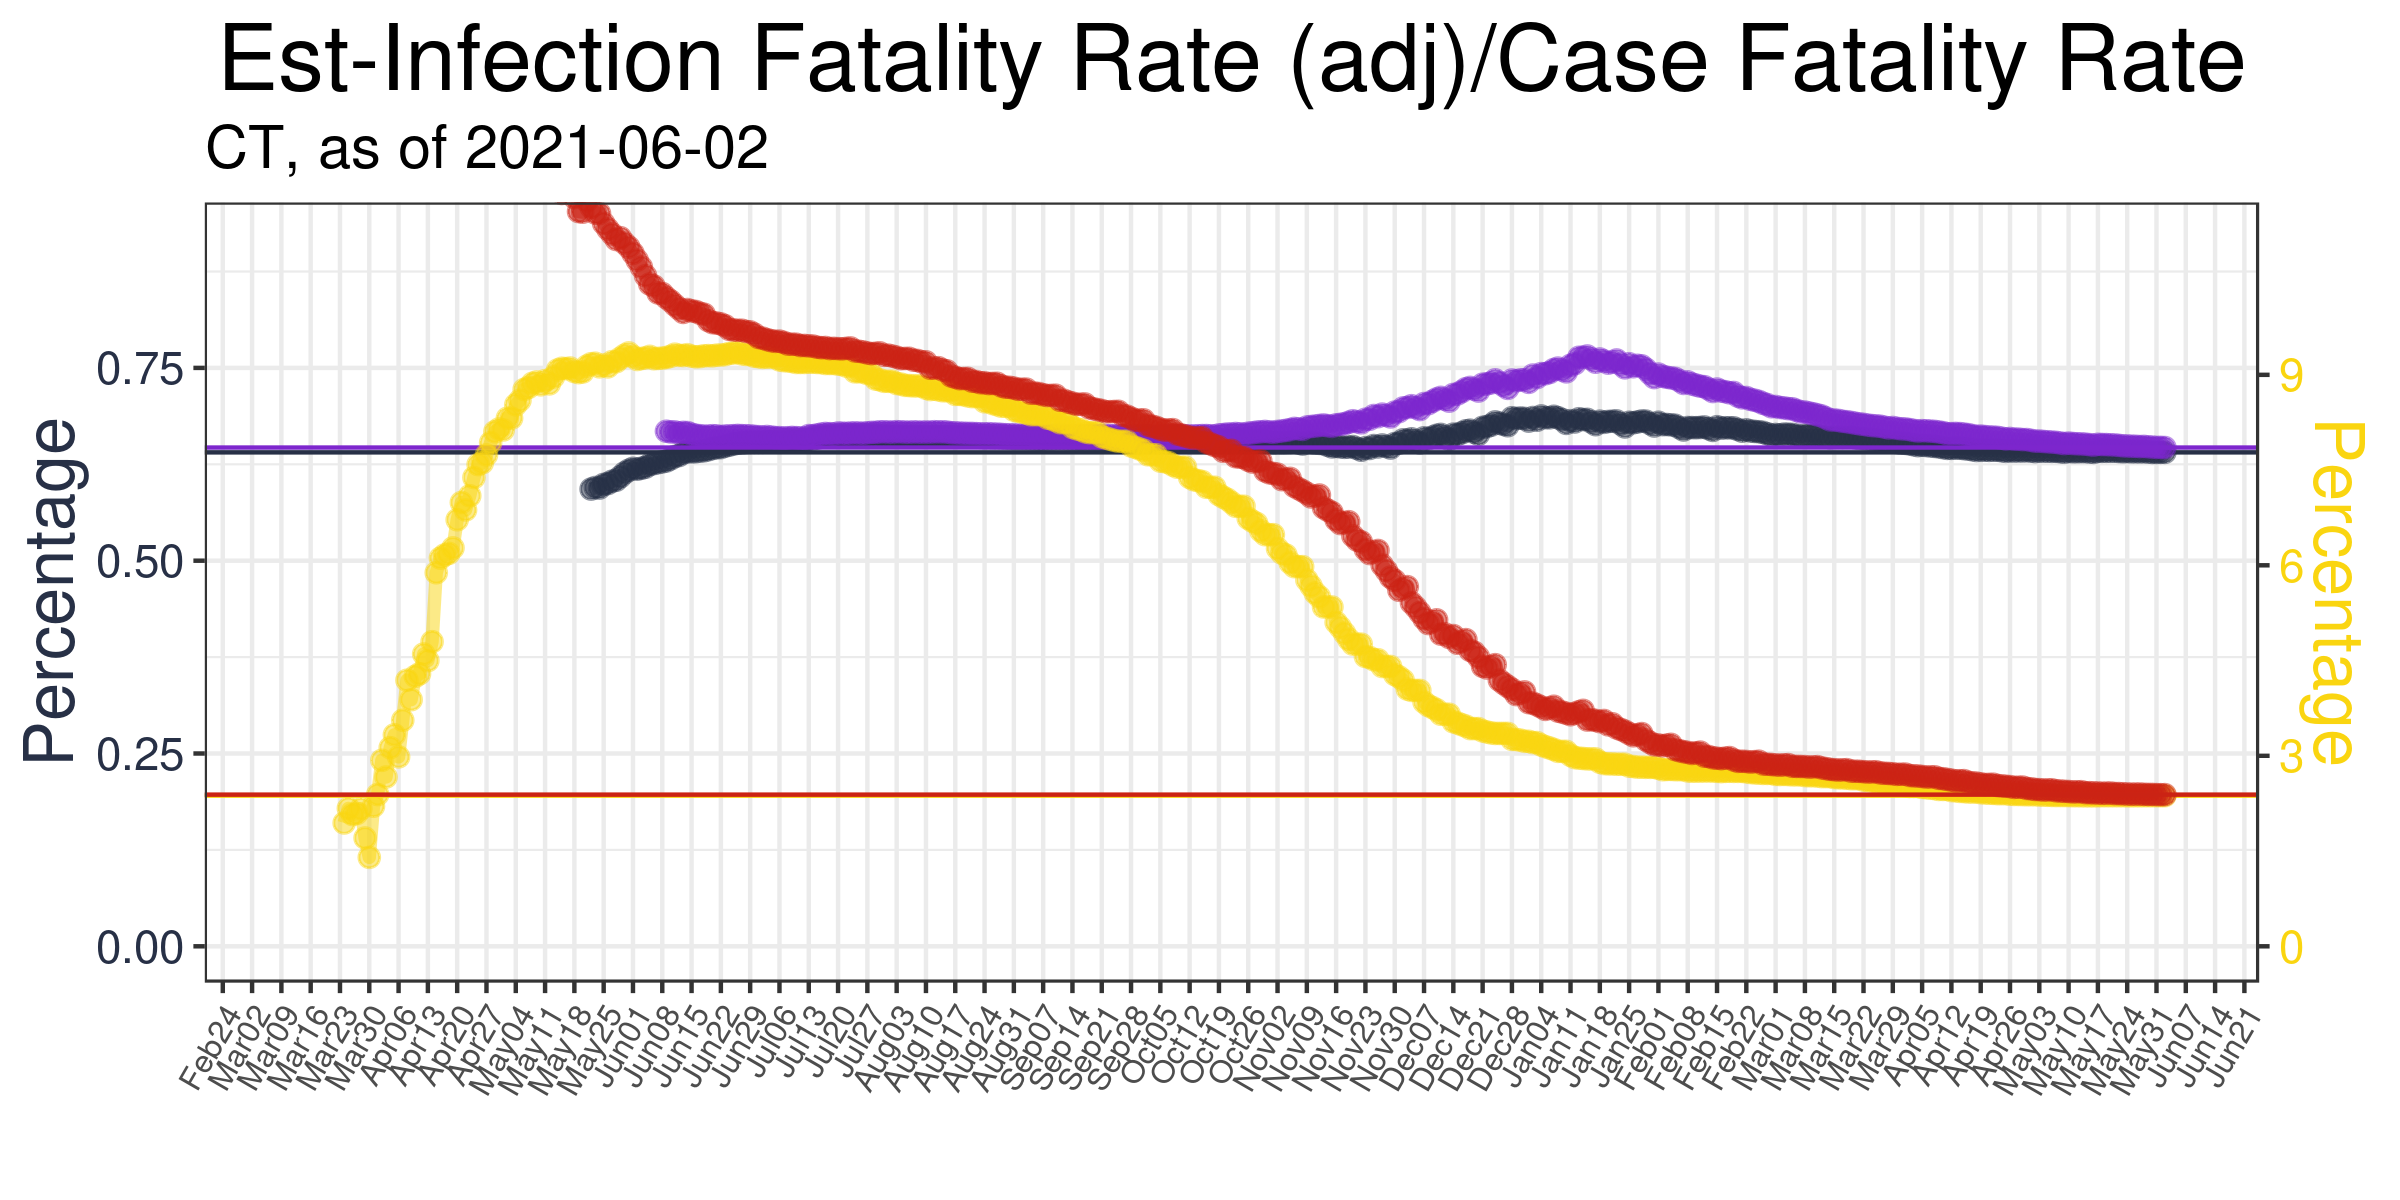 Est-Infection Fatality Rate (adj)/Case Fatality Rate
CT, as of 2021-06-02
Percentage
0.75
0.50
0.25
0.00
9
6
3
0
Percentage
Feb24
Mar02
Mar09
Mar16
Mar23
Mar30
Apr06
Apr13
Apr20
Apr27
May04
May11
May18
May25
Jun01
Jun08
Jun15
Jun22
Jun29
Jul06
Jul13
Jul20
Jul27
Aug03
Aug10
Aug17
Aug24
Aug31
Sep07
Sep14
Sep21
Sep28
Oct05
Oct12
Oct19
Oct26
Nov02
Nov09
Nov16
Nov23
Nov30
Dec07
Dec14
Dec21
Dec28
Jan04
Jan11
Jan18
Jan25
Feb01
Feb08
Feb15
Feb22
Mar01
Mar08
Mar15
Mar22
Mar29
Apr05
Apr12
Apr19
Apr26
May03
May10
May17
May24
May31
Jun07
Jun14
Jun21